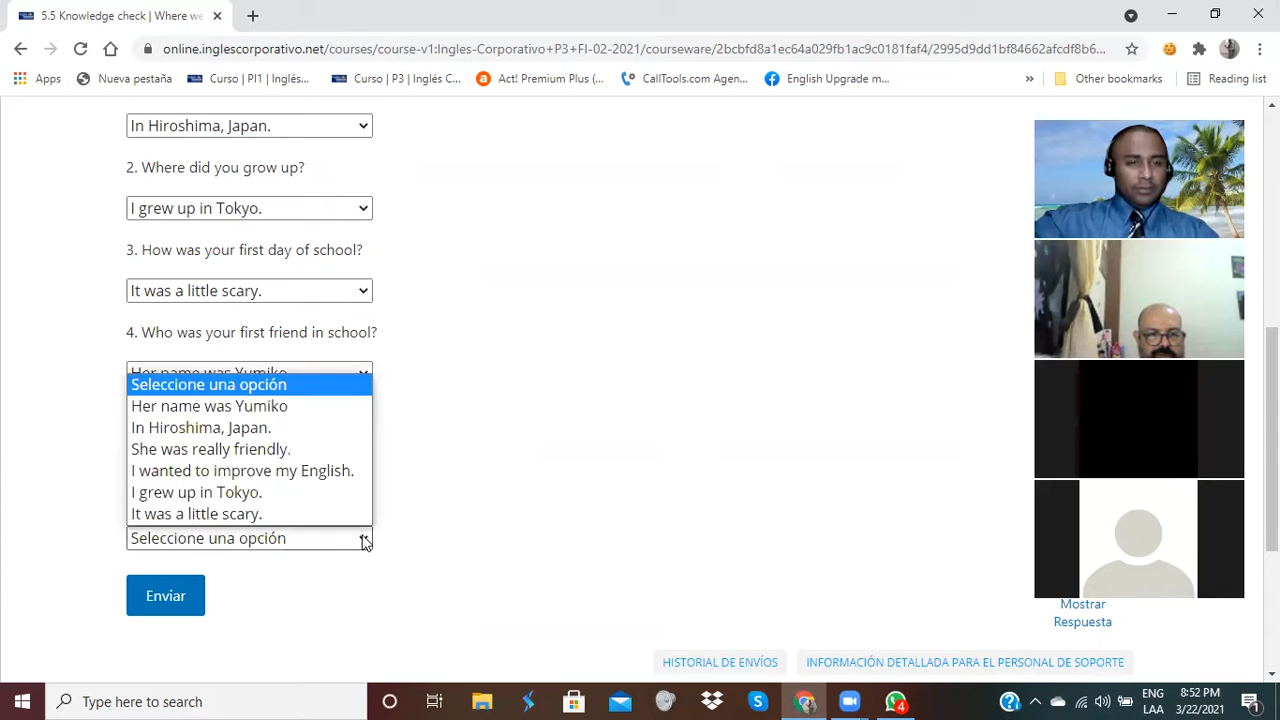 5.5 Knowledge check | Where we
online.inglescorporativo.net/courses/course-v1:Ingles-Corporativo+P3+FI-02-2021/courseware/2bcbfd8a1ec64a029fb1ac9c0181faf4/2995d9dd1bf84662afcdf8b6...
Apps
Nueva pestaña
Curso | PI1 | Inglés...
Curso | P3 | Inglés C...
Act! Premium Plus (...
CallTools.com Agen...
English Upgrade m...
»
Other bookmarks
Reading list
In Hiroshima, Japan.
2. Where did you grow up?
I grew up in Tokyo.
3. How was your first day of school?
It was a little scary.
4. Who was your first friend in school?
Her name was Yumiko
Seleccione una opción
Her name was Yumiko
In Hiroshima, Japan.
She was really friendly.
I wanted to improve my English.
I grew up in Tokyo.
It was a little scary.
Seleccione una opción
Enviar
Mostrar
Respuesta
HISTORIAL DE ENVÍOS
INFORMACIÓN DETALLADA PARA EL PERSONAL DE SOPORTE
Type here to search
4
ENG
LAA
8:52 PM
3/22/2021
1